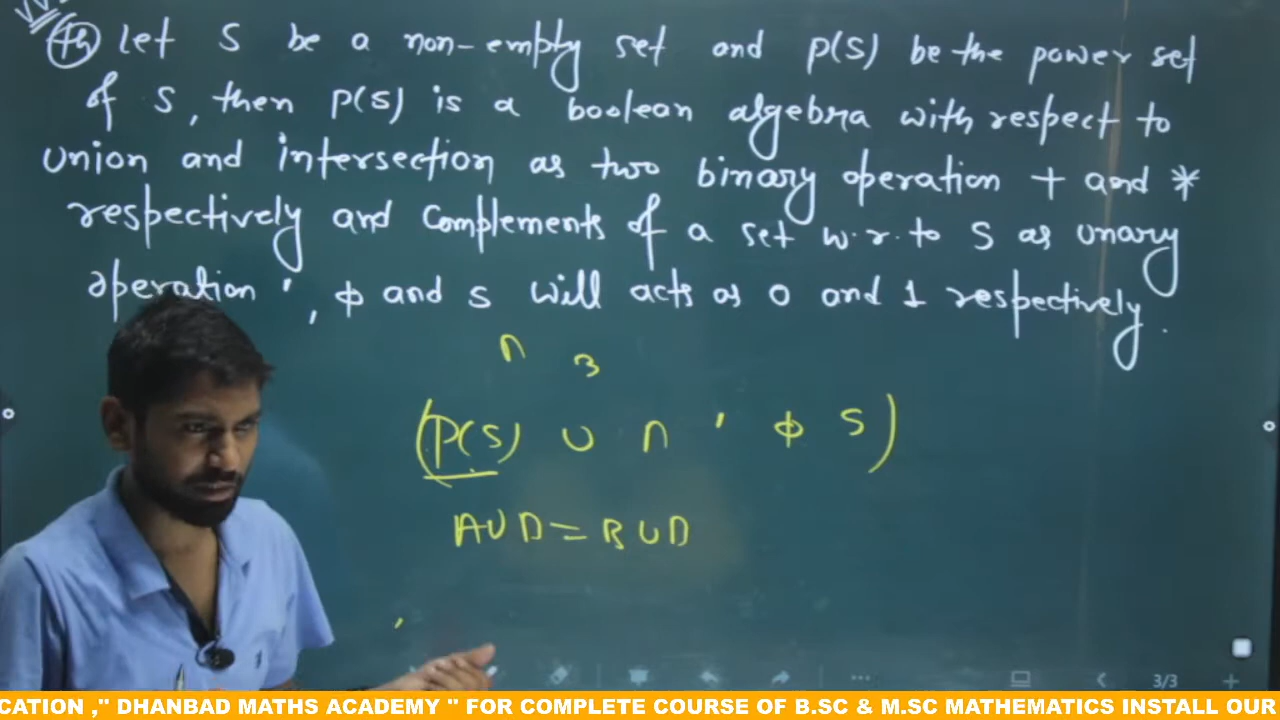 Th Let S be a non-empty set and P(S) be the power set
of S, then P(S) is a boolean algebra with respect to
Union and intersection as two binary operation + and *
respectively and Complements of a set w.r.to S as unary
operation ', ϕ and S will acts as 0 and 1 respectively.
n 3
(P(S) ∪ ∩ ' ϕ S)
A∪B=B∪A
3/3
CATION ," DHANBAD MATHS ACADEMY " FOR COMPLETE COURSE OF B.SC & M.SC MATHEMATICS INSTALL OUR